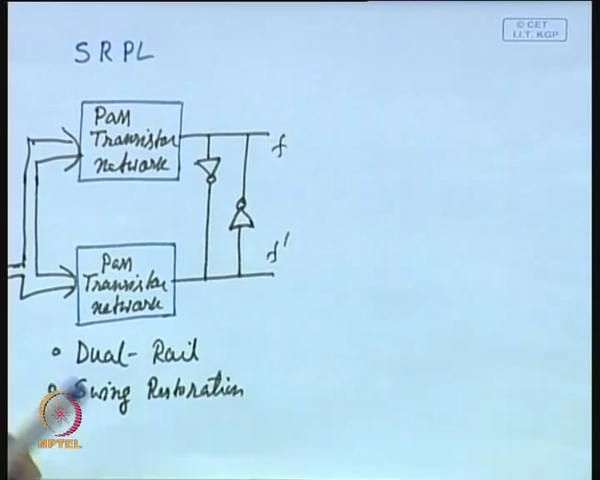 © CET
I.I.T. KGP
SRPL
Pass
Transistor
network
f
Pass
Transistor
network
f'
• Dual-Rail
• Swing Restoration
NPTEL